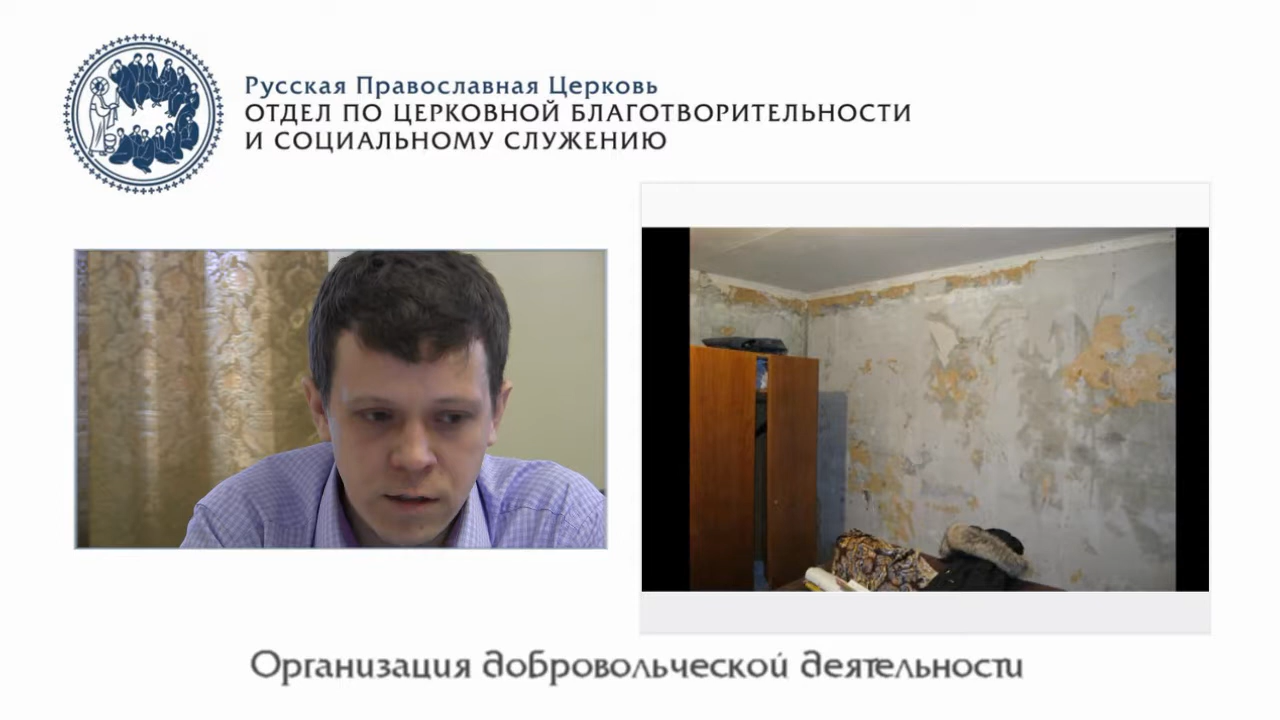 Русская Православная Церковь
ОТДЕЛ ПО ЦЕРКОВНОЙ БЛАГОТВОРИТЕЛЬНОСТИ
И СОЦИАЛЬНОМУ СЛУЖЕНИЮ
Организация добровольческой деятельности